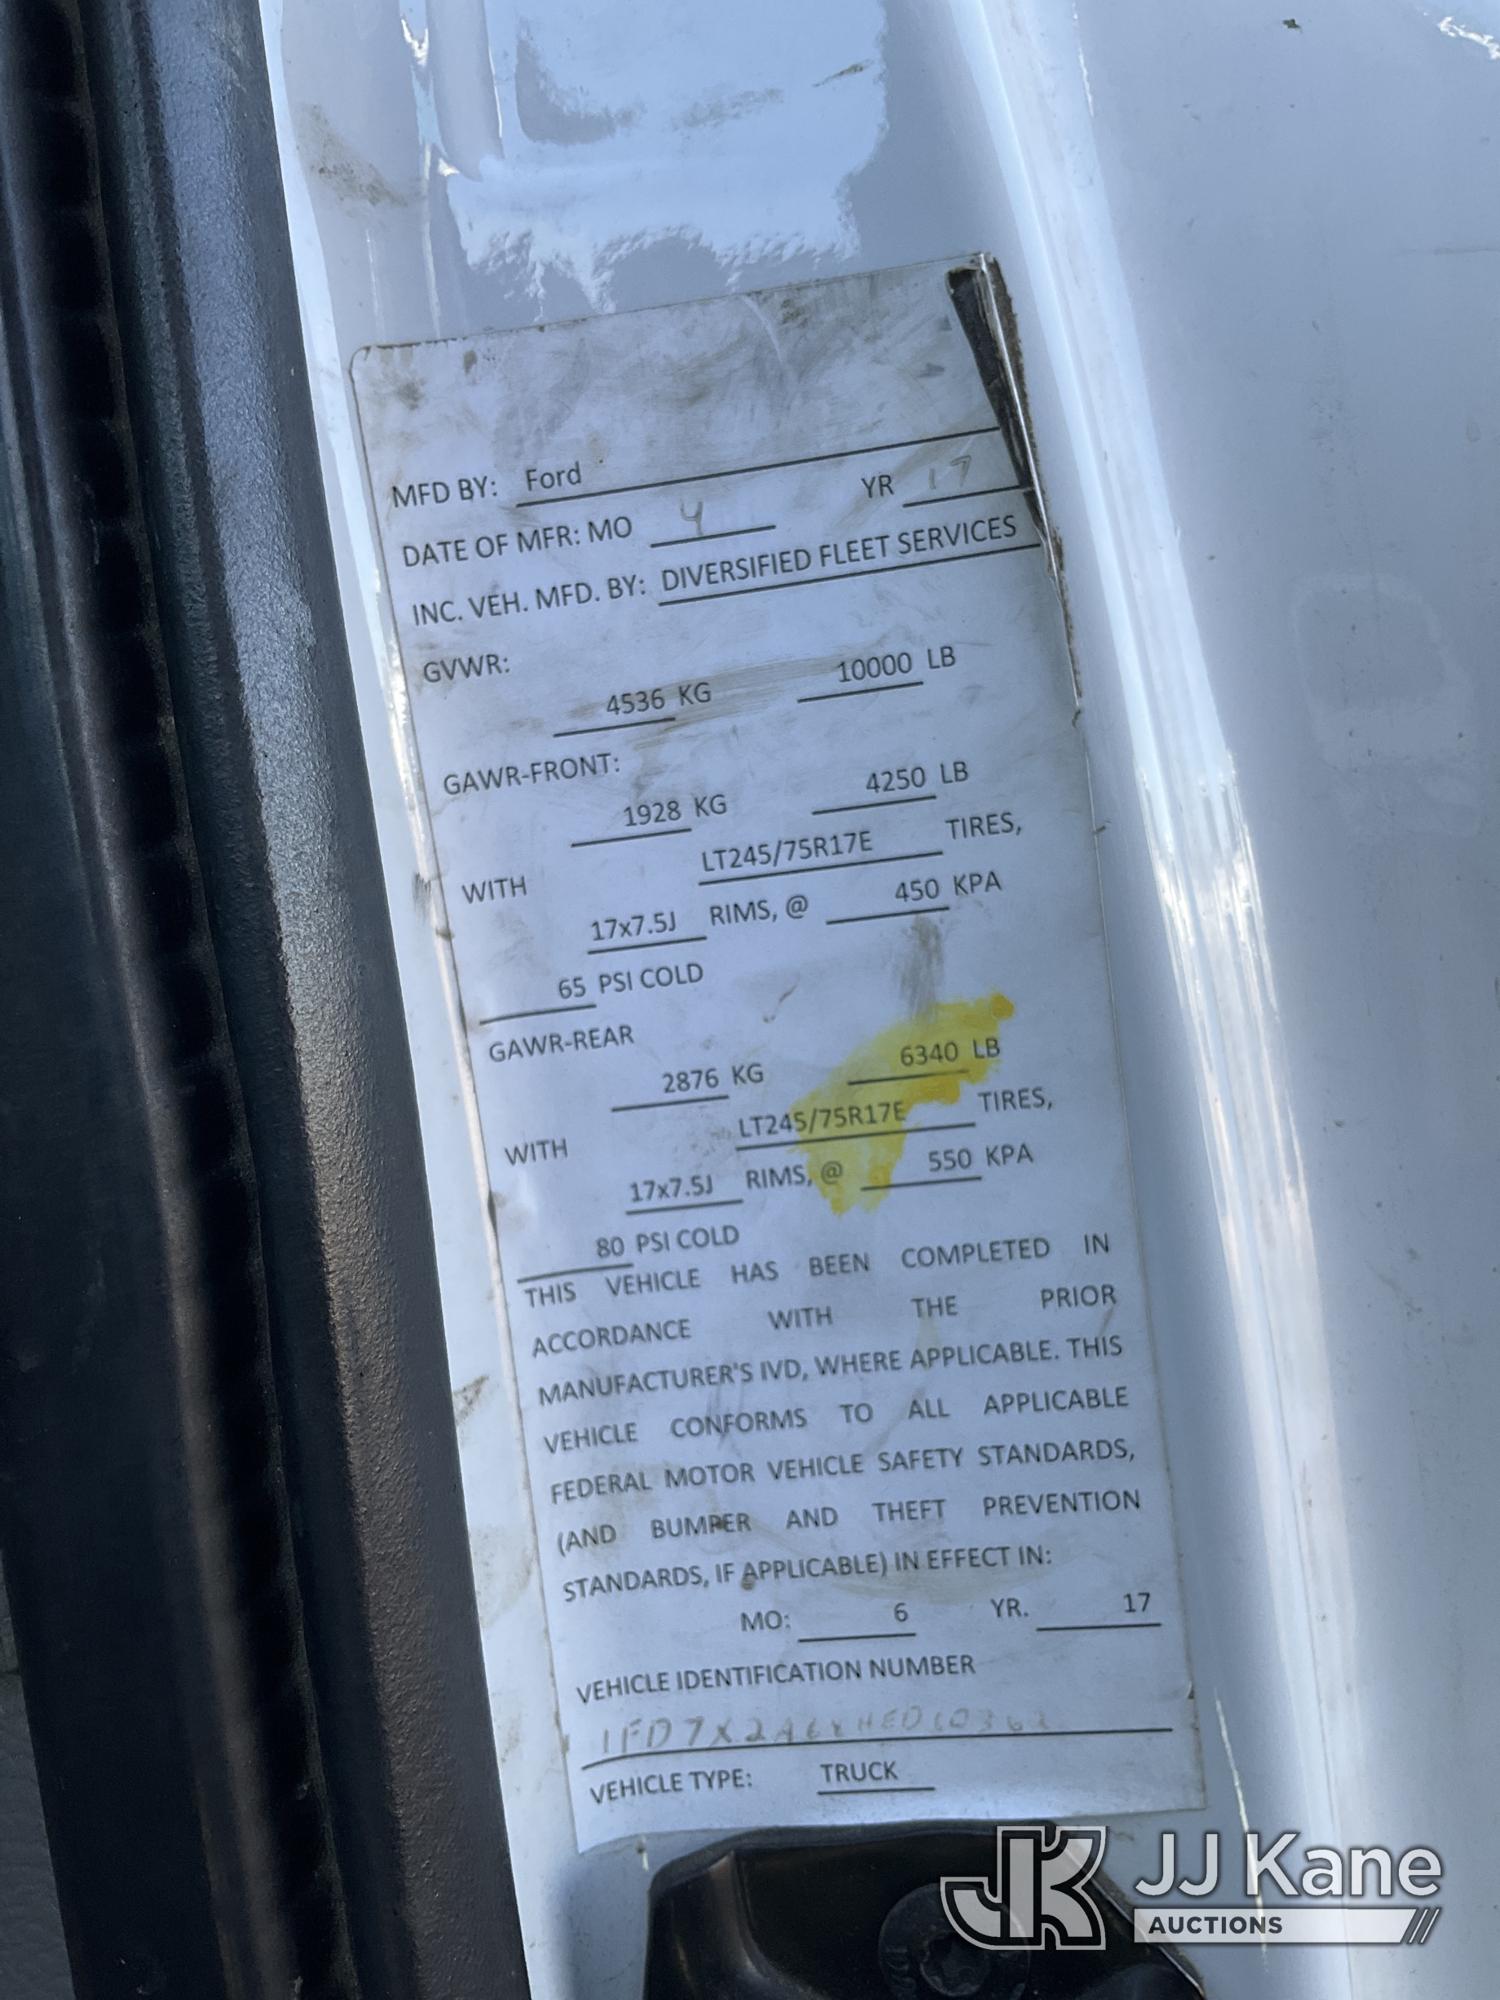 MFD BY: Ford
DATE OF MFR: MO 4 YR 17
INC. VEH. MFD. BY: DIVERSIFIED FLEET SERVICES
GVWR:
4536 KG 10000 LB
GAWR-FRONT:
1928 KG 4250 LB
WITH LT245/75R17E TIRES,
17x7.5J RIMS, @ 450 KPA
65 PSI COLD
GAWR-REAR
2876 KG 6340 LB
WITH LT245/75R17E TIRES,
17x7.5J RIMS, @ 550 KPA
80 PSI COLD
THIS VEHICLE HAS BEEN COMPLETED IN
ACCORDANCE WITH THE PRIOR
MANUFACTURER'S IVD, WHERE APPLICABLE. THIS
VEHICLE CONFORMS TO ALL APPLICABLE
FEDERAL MOTOR VEHICLE SAFETY STANDARDS,
(AND BUMPER AND THEFT PREVENTION
STANDARDS, IF APPLICABLE) IN EFFECT IN:
MO: 6 YR. 17
VEHICLE IDENTIFICATION NUMBER
VEHICLE TYPE: TRUCK
JK JJ Kane
AUCTIONS